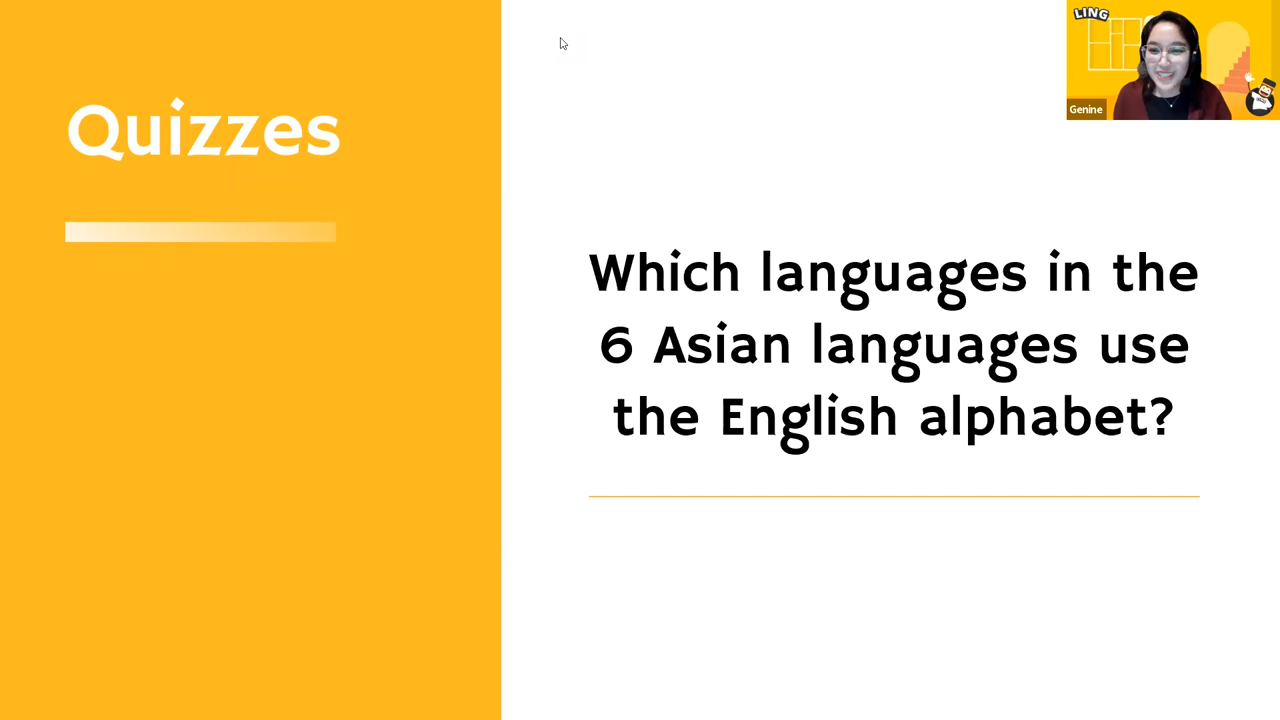 Quizzes
Which languages in the
6 Asian languages use
the English alphabet?
LING
Genine